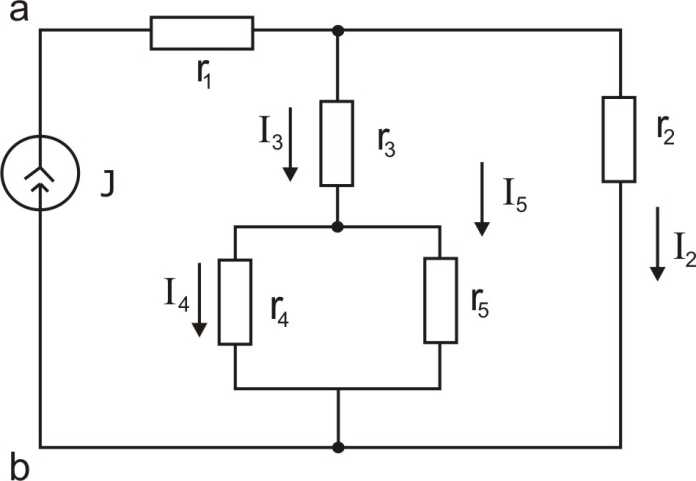 a
r₁
I₃
r₃
r₂
J
I₅
I₂
I₄
r₄
r₅
b